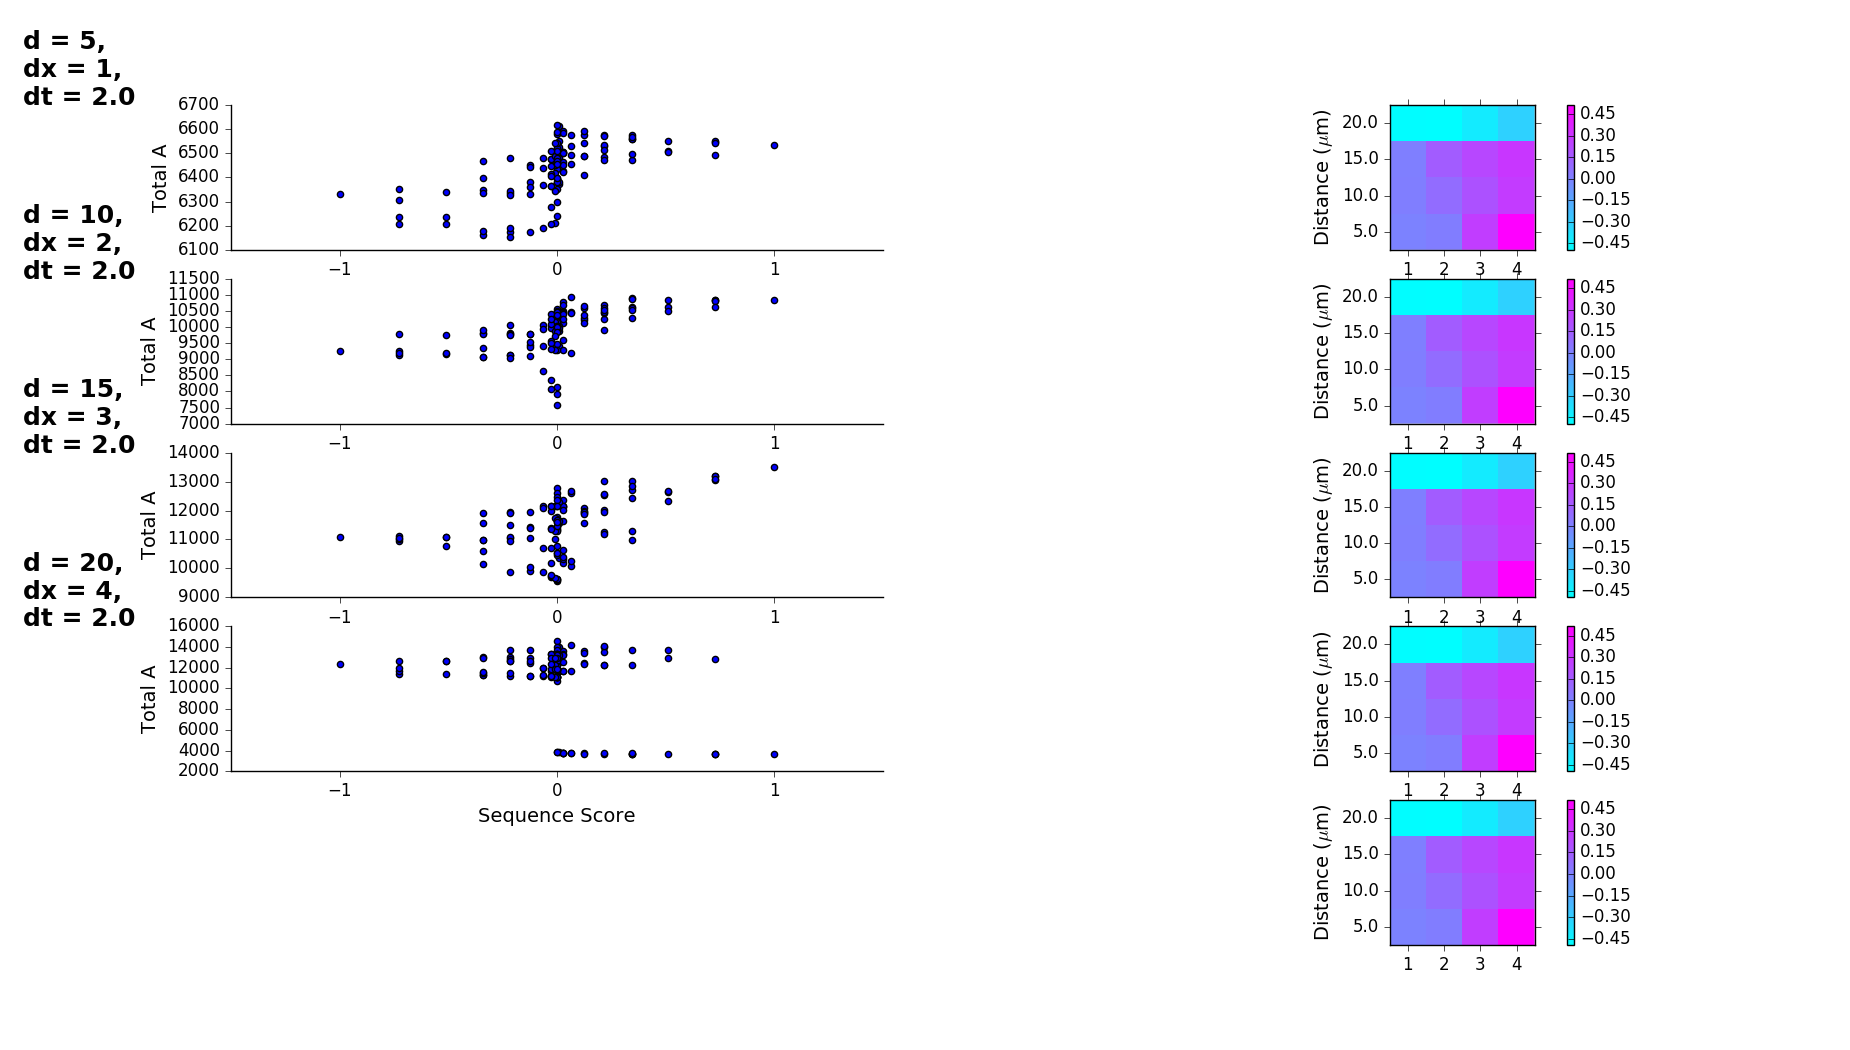 d = 5,
dx = 1,
dt = 2.0
6700
6600
6500
6400
6300
6200
6100
Total A
−1 0 1
d = 10,
dx = 2,
dt = 2.0
11500
11000
10500
10000
9500
9000
8500
8000
7500
7000
Total A
−1 0 1
d = 15,
dx = 3,
dt = 2.0
14000
13000
12000
11000
10000
9000
Total A
−1 0 1
d = 20,
dx = 4,
dt = 2.0
16000
14000
12000
10000
8000
6000
4000
2000
Total A
−1 0 1
Sequence Score
Distance (μm)
20.0
15.0
10.0
5.0
1 2 3 4
0.45
0.30
0.15
0.00
−0.15
−0.30
−0.45
Distance (μm)
20.0
15.0
10.0
5.0
1 2 3 4
0.45
0.30
0.15
0.00
−0.15
−0.30
−0.45
Distance (μm)
20.0
15.0
10.0
5.0
1 2 3 4
0.45
0.30
0.15
0.00
−0.15
−0.30
−0.45
Distance (μm)
20.0
15.0
10.0
5.0
1 2 3 4
0.45
0.30
0.15
0.00
−0.15
−0.30
−0.45
Distance (μm)
20.0
15.0
10.0
5.0
1 2 3 4
0.45
0.30
0.15
0.00
−0.15
−0.30
−0.45